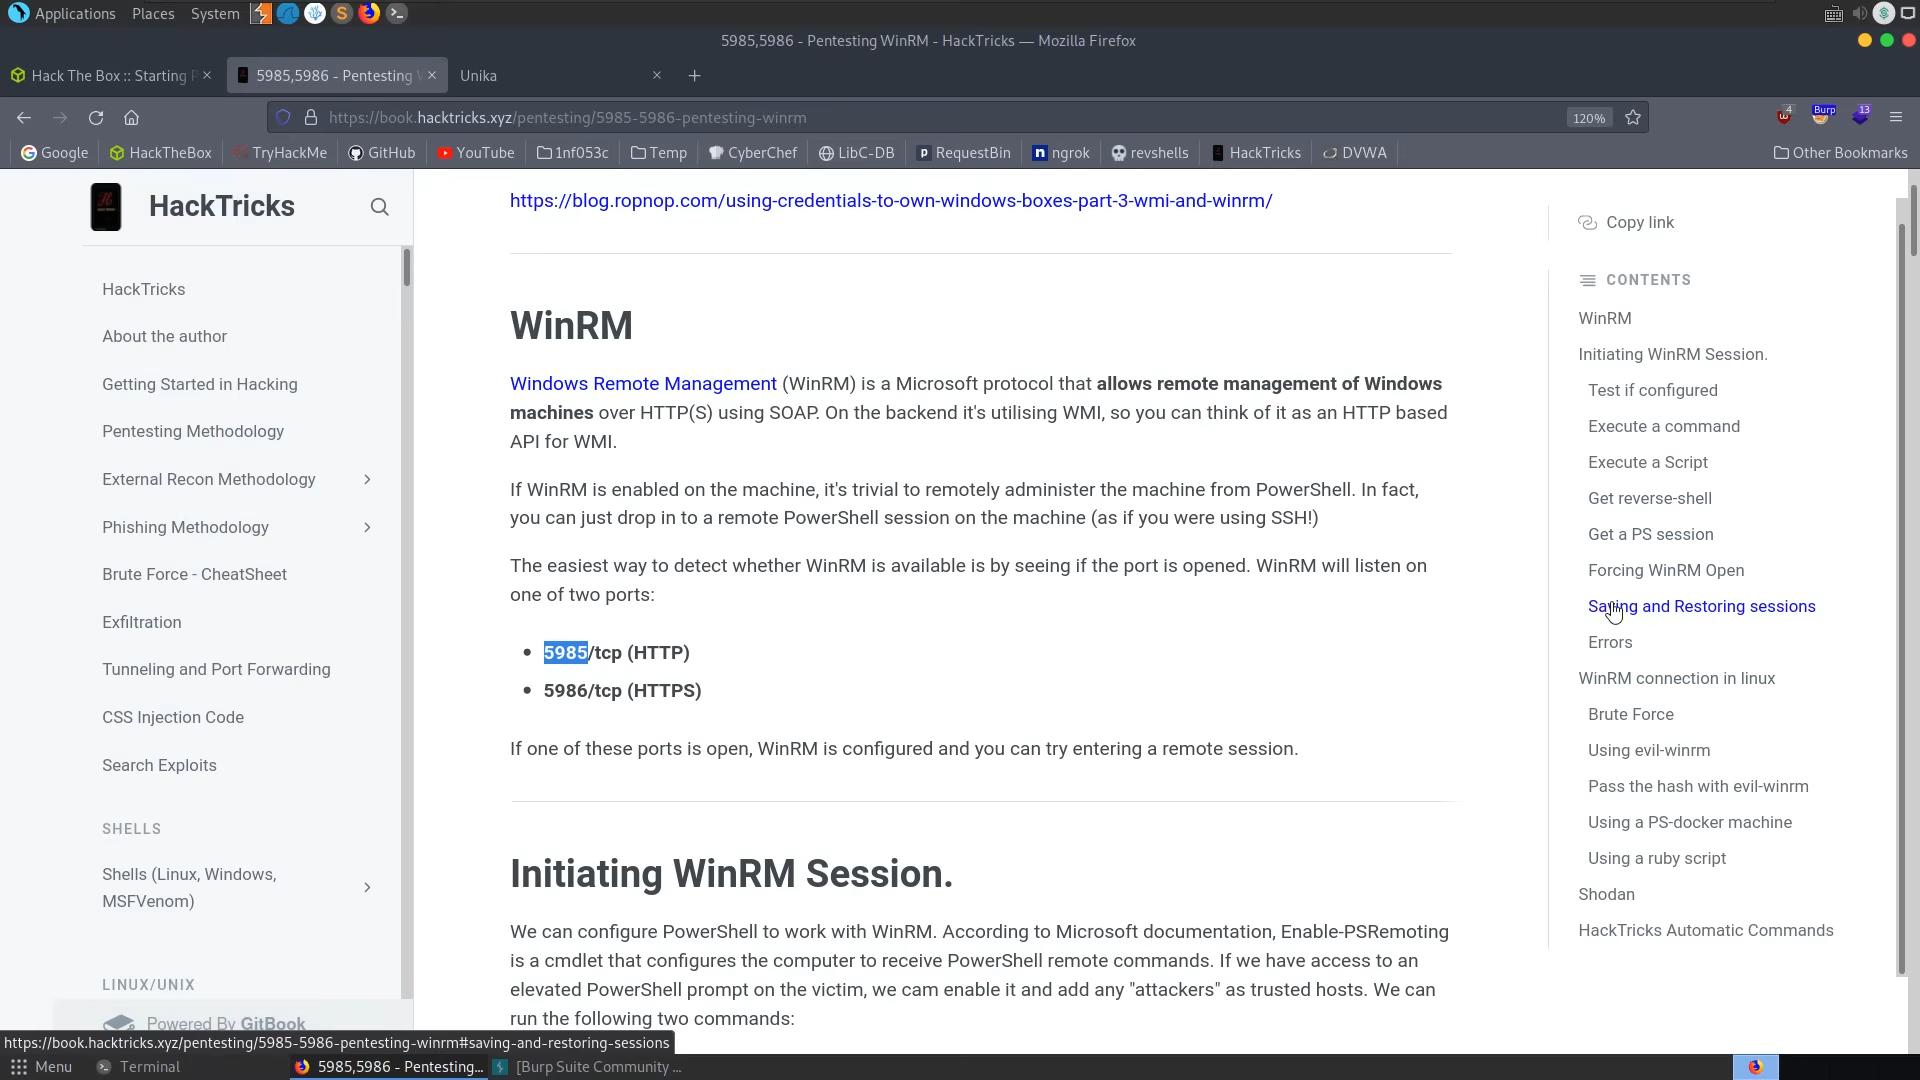 Applications Places System
5985,5986 - Pentesting WinRM - HackTricks — Mozilla Firefox
Hack The Box :: Starting P × 5985,5986 - Pentesting W × Unika × +
https://book.hacktricks.xyz/pentesting/5985-5986-pentesting-winrm 120% 4 Burp 13
Google HackTheBox TryHackMe GitHub YouTube 1nf053c Temp CyberChef LibC-DB RequestBin ngrok revshells HackTricks DVWA Other Bookmarks
HackTricks
HackTricks
About the author
Getting Started in Hacking
Pentesting Methodology
External Recon Methodology
Phishing Methodology
Brute Force - CheatSheet
Exfiltration
Tunneling and Port Forwarding
CSS Injection Code
Search Exploits
SHELLS
Shells (Linux, Windows,
MSFVenom)
LINUX/UNIX
Powered By GitBook
https://blog.ropnop.com/using-credentials-to-own-windows-boxes-part-3-wmi-and-winrm/
WinRM
Windows Remote Management (WinRM) is a Microsoft protocol that allows remote management of Windows
machines over HTTP(S) using SOAP. On the backend it's utilising WMI, so you can think of it as an HTTP based
API for WMI.
If WinRM is enabled on the machine, it's trivial to remotely administer the machine from PowerShell. In fact,
you can just drop in to a remote PowerShell session on the machine (as if you were using SSH!)
The easiest way to detect whether WinRM is available is by seeing if the port is opened. WinRM will listen on
one of two ports:
• 5985/tcp (HTTP)
• 5986/tcp (HTTPS)
If one of these ports is open, WinRM is configured and you can try entering a remote session.
Initiating WinRM Session.
We can configure PowerShell to work with WinRM. According to Microsoft documentation, Enable-PSRemoting
is a cmdlet that configures the computer to receive PowerShell remote commands. If we have access to an
elevated PowerShell prompt on the victim, we cam enable it and add any "attackers" as trusted hosts. We can
run the following two commands:
Copy link
CONTENTS
WinRM
Initiating WinRM Session.
Test if configured
Execute a command
Execute a Script
Get reverse-shell
Get a PS session
Forcing WinRM Open
Saving and Restoring sessions
Errors
WinRM connection in linux
Brute Force
Using evil-winrm
Pass the hash with evil-winrm
Using a PS-docker machine
Using a ruby script
Shodan
HackTricks Automatic Commands
https://book.hacktricks.xyz/pentesting/5985-5986-pentesting-winrm#saving-and-restoring-sessions
Menu Terminal 5985,5986 - Pentesting... [Burp Suite Community ...